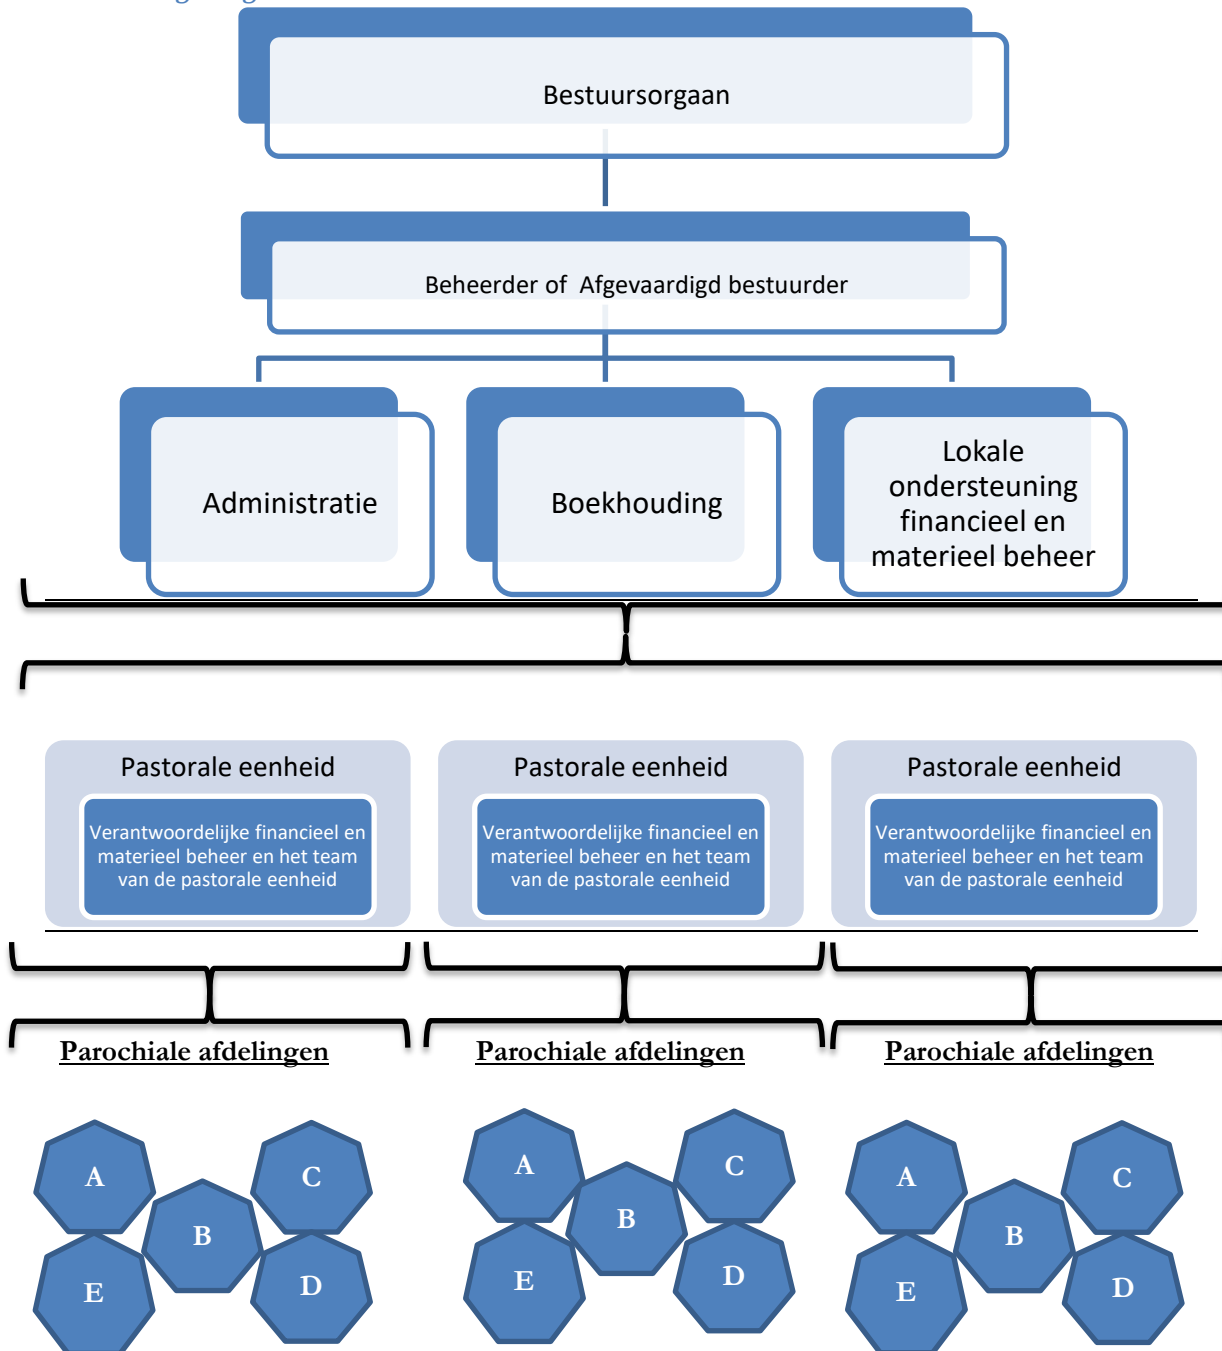 Bestuursorgaan
Beheerder of Afgevaardigd bestuurder
Administratie
Boekhouding
Lokale
ondersteuning
financieel en
materieel beheer
Pastorale eenheid
Verantwoordelijke financieel en
materieel beheer en het team
van de pastorale eenheid
Pastorale eenheid
Verantwoordelijke financieel en
materieel beheer en het team
van de pastorale eenheid
Pastorale eenheid
Verantwoordelijke financieel en
materieel beheer en het team
van de pastorale eenheid
Parochiale afdelingen
Parochiale afdelingen
Parochiale afdelingen
A
C
B
E
D
A
C
B
E
D
A
C
B
E
D